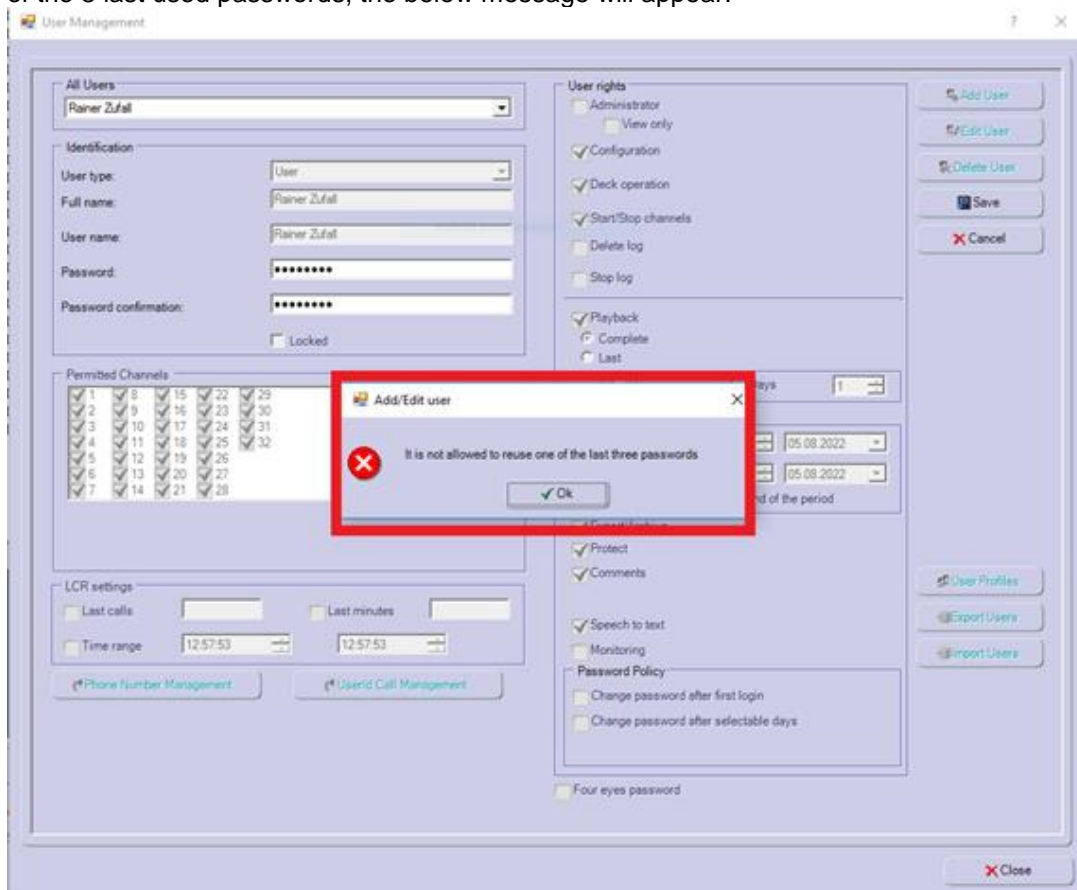 of the 3 last used passwords, the below message will appear:
User Management
?
All Users
Rainer Zufall
Identification
User type:
User
Full name:
Rainer Zufall
User name:
Rainer Zufall
Password:
••••••••
Password confirmation:
••••••••
Locked
Permitted Channels
1 8 15 22 29
2 9 16 23 30
3 10 17 24 31
4 11 18 25 32
5 12 19 26
6 13 20 27
7 14 21 28
LCR settings
Last calls
Last minutes
Time range
12:57:53
12:57:53
Phone Number Management
UserId Call Management
User rights
Administrator
View only
Configuration
Deck operation
Start/Stop channels
Delete log
Stop log
Playback
Complete
Last
ays
1
05.08.2022
05.08.2022
nd of the period
Add/Edit user
It is not allowed to reuse one of the last three passwords
Ok
Protect
Comments
Speech to text
Monitoring
Password Policy
Change password after first login
Change password after selectable days
Four eyes password
Add User
Edit User
Delete User
Save
Cancel
User Profiles
Export Users
Import Users
Close